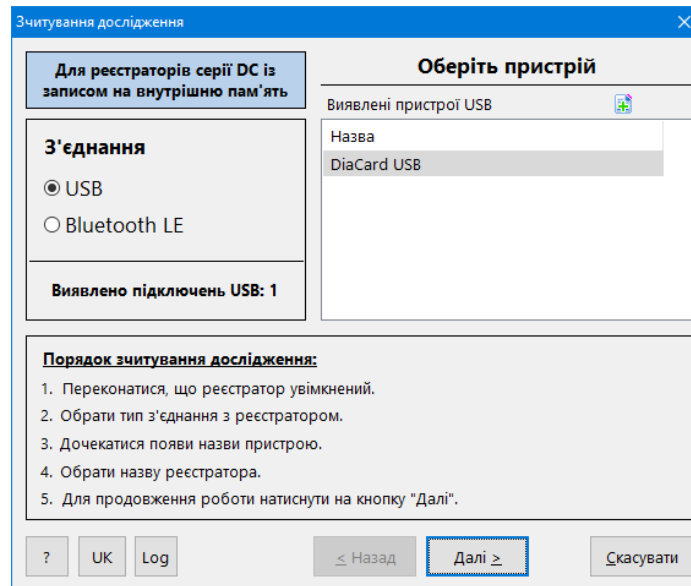 Зчитування дослідження
Для реєстраторів серії DC із
записом на внутрішню пам'ять
З'єднання
USB
Bluetooth LE
Виявлено підключень USB: 1
Оберіть пристрій
Виявлені пристрої USB
Назва
DiaCard USB
Порядок зчитування дослідження:
1. Переконатися, що реєстратор увімкнений.
2. Обрати тип з'єднання з реєстратором.
3. Дочекатися появи назви пристрою.
4. Обрати назву реєстратора.
5. Для продовження роботи натиснути на кнопку "Далі".
? UK Log < Назад Далі > Скасувати